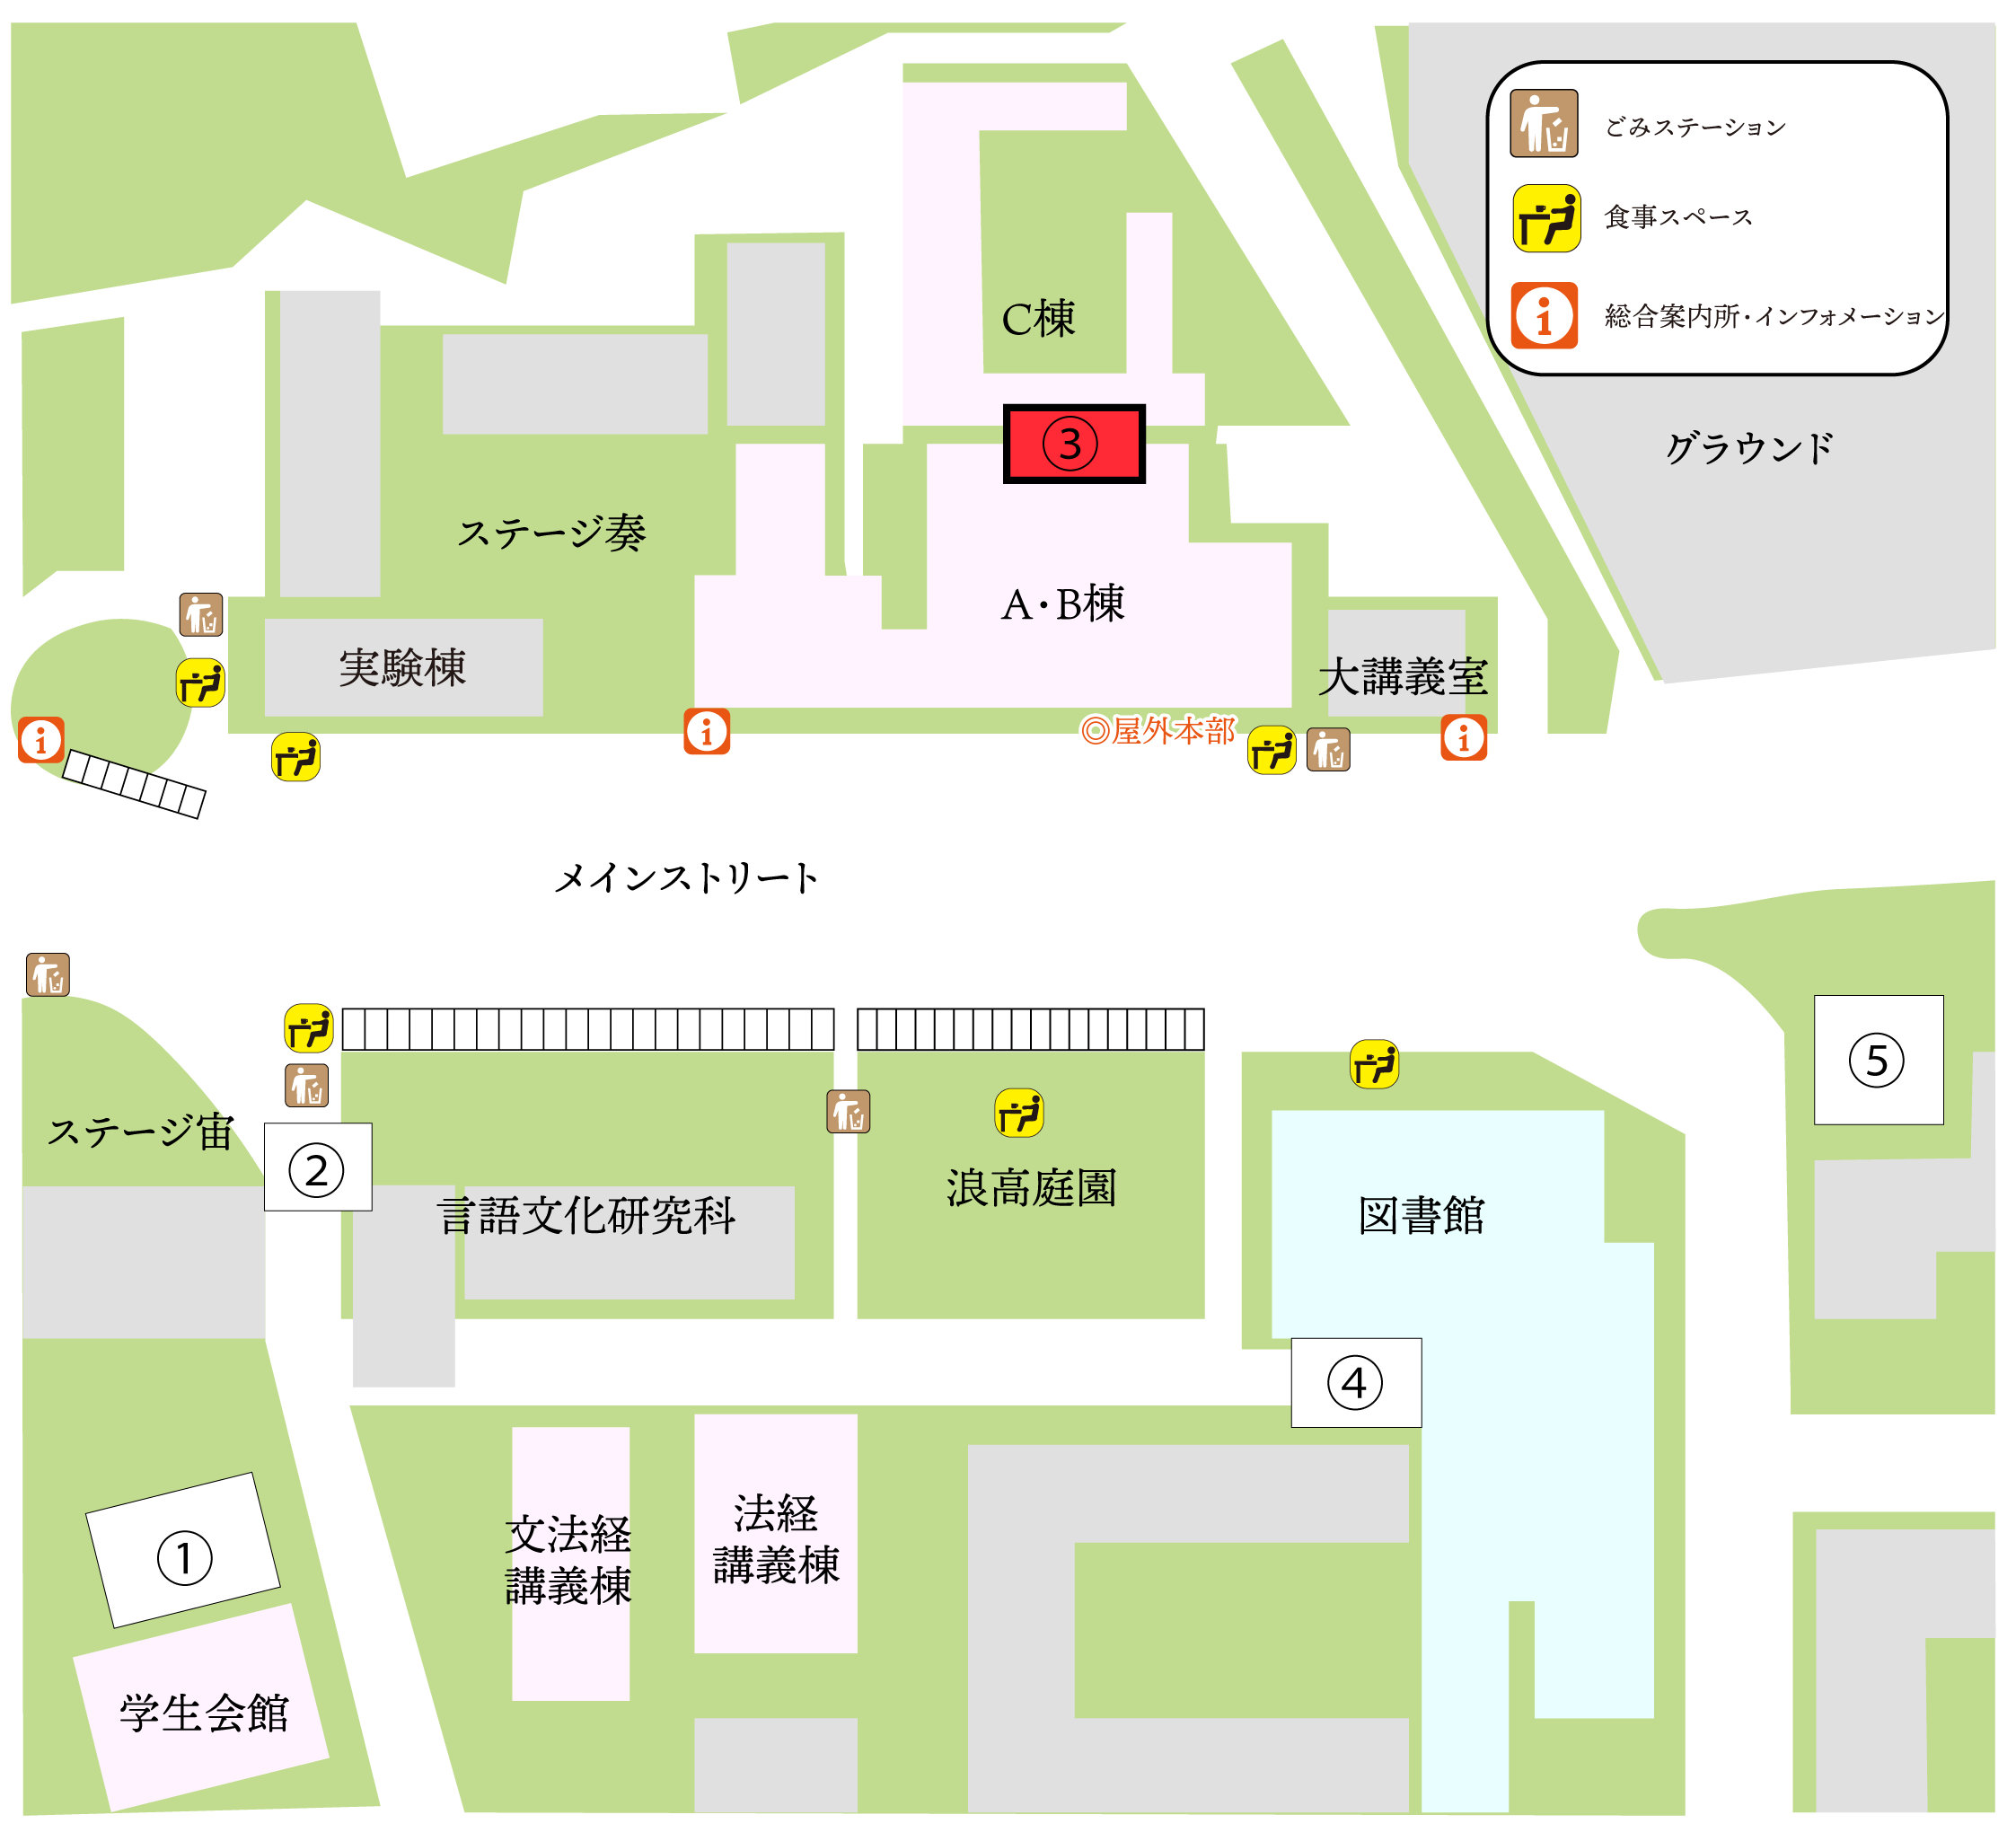 ごみステーション
食事スペース
総合案内所・インフォメーション
C棟
③
グラウンド
ステージ奏
A・B棟
実験棟
大講義室
◎屋外本部
メインストリート
⑤
ステージ宙
②
言語文化研究科
浪高庭園
図書館
④
①
文法経
講義棟
法経
講義棟
学生会館